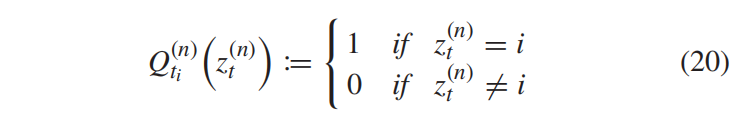 Q_{t_i}^{(n)}(z_t^{(n)}) := { 1 if z_t^{(n)} = i
0 if z_t^{(n)} ≠ i (20)